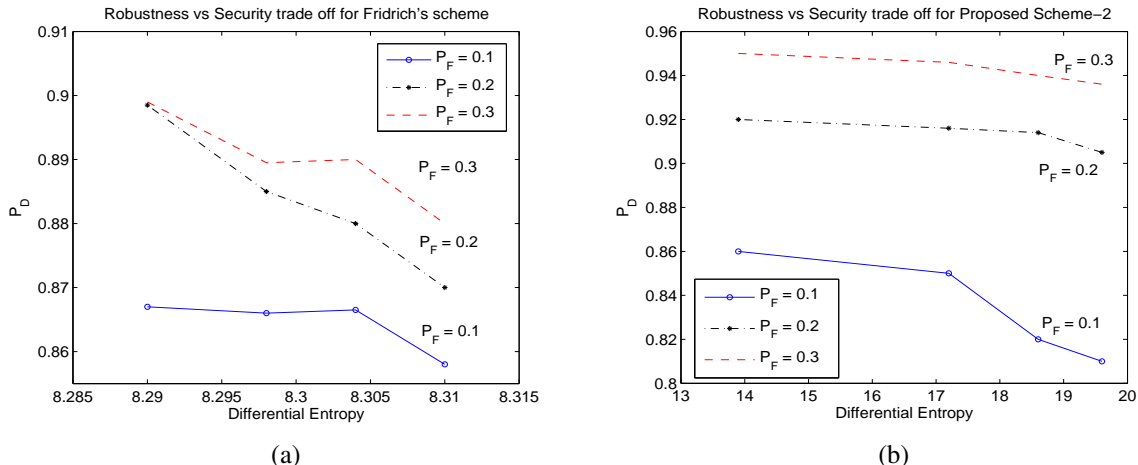 Robustness vs Security trade off for Fridrich's scheme
0.91
0.9
0.89
0.88
0.87
0.86
P_D
P_F = 0.1
P_F = 0.2
P_F = 0.3
P_F = 0.3
P_F = 0.2
P_F = 0.1
8.285
8.29
8.295
8.3
8.305
8.31
8.315
Differential Entropy
(a)
Robustness vs Security trade off for Proposed Scheme−2
0.96
0.94
0.92
0.9
0.88
0.86
0.84
0.82
0.8
P_D
P_F = 0.3
P_F = 0.2
P_F = 0.1
P_F = 0.1
P_F = 0.2
P_F = 0.3
13
14
15
16
17
18
19
20
Differential Entropy
(b)